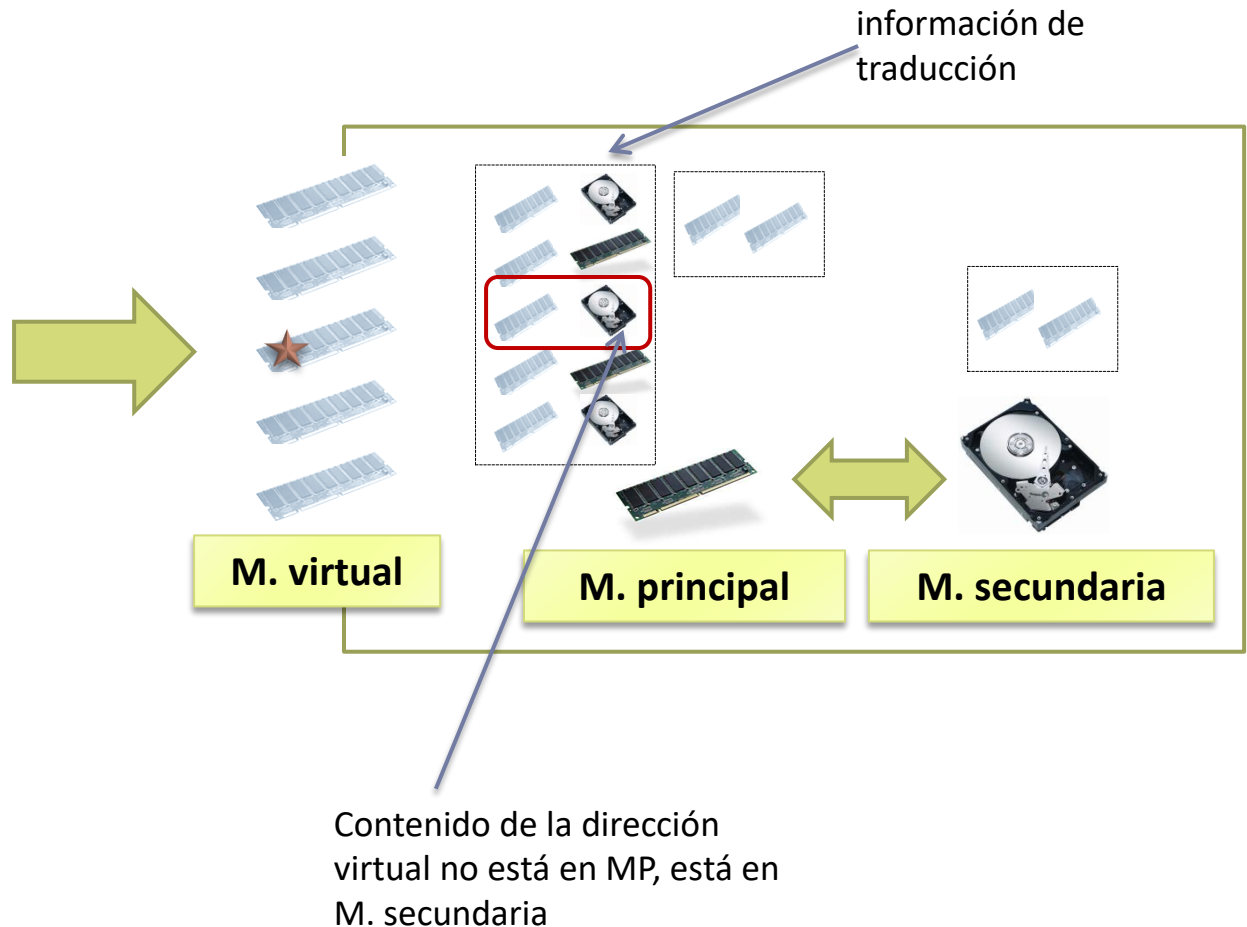 información de
traducción
M. virtual
M. principal
M. secundaria
Contenido de la dirección
virtual no está en MP, está en
M. secundaria